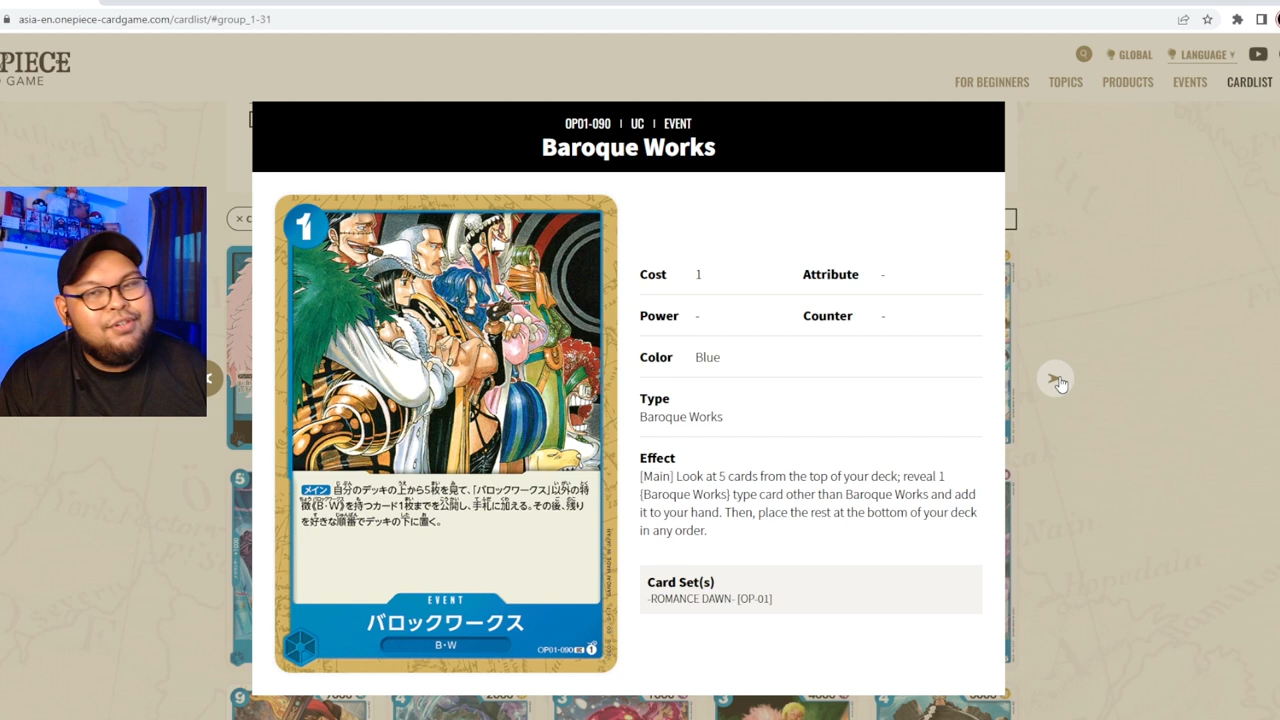 asia-en.onepiece-cardgame.com/cardlist/#group_1-31
PIECE
GAME
GLOBAL
LANGUAGE
FOR BEGINNERS
TOPICS
PRODUCTS
EVENTS
CARDLIST
OP01-090 | UC | EVENT
Baroque Works
1
メイン 自分のデッキの上から5枚を見て、「バロックワークス」以外の特
徴《B・W》を持つカード1枚までを公開し、手札に加える。その後、残り
を好きな順番でデッキの下に置く。
EVENT
バロックワークス
B・W
OP01-090 UC 1
Cost 1
Attribute -
Power -
Counter -
Color Blue
Type
Baroque Works
Effect
[Main] Look at 5 cards from the top of your deck; reveal 1
{Baroque Works} type card other than Baroque Works and add
it to your hand. Then, place the rest at the bottom of your deck
in any order.
Card Set(s)
-ROMANCE DAWN- [OP-01]
5
9
4
3
4